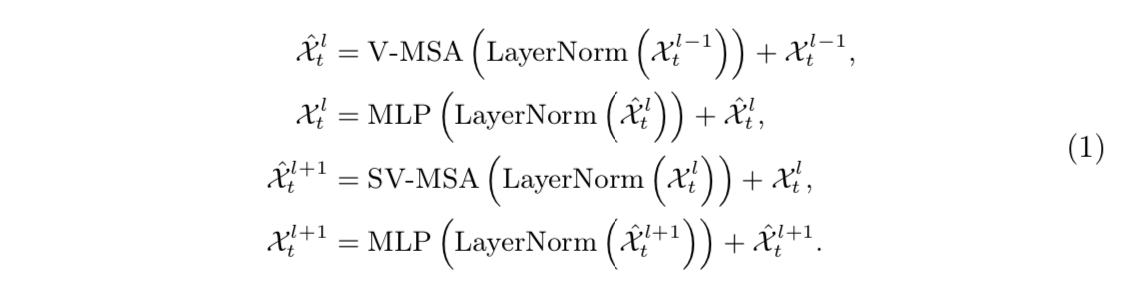 $\hat{\mathcal{X}}_t^l = \text{V-MSA}\left(\text{LayerNorm}\left(\mathcal{X}_t^{l-1}\right)\right) + \mathcal{X}_t^{l-1},$
$\mathcal{X}_t^l = \text{MLP}\left(\text{LayerNorm}\left(\hat{\mathcal{X}}_t^l\right)\right) + \hat{\mathcal{X}}_t^l,$
(1)
$\hat{\mathcal{X}}_t^{l+1} = \text{SV-MSA}\left(\text{LayerNorm}\left(\mathcal{X}_t^l\right)\right) + \mathcal{X}_t^l,$
$\mathcal{X}_t^{l+1} = \text{MLP}\left(\text{LayerNorm}\left(\hat{\mathcal{X}}_t^{l+1}\right)\right) + \hat{\mathcal{X}}_t^{l+1}.$